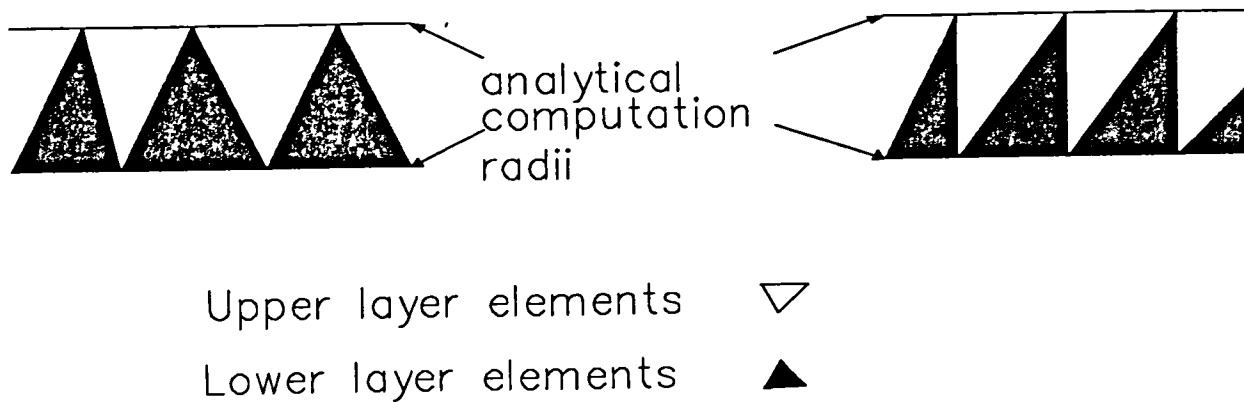 analytical
computation
radii
Upper layer elements
Lower layer elements